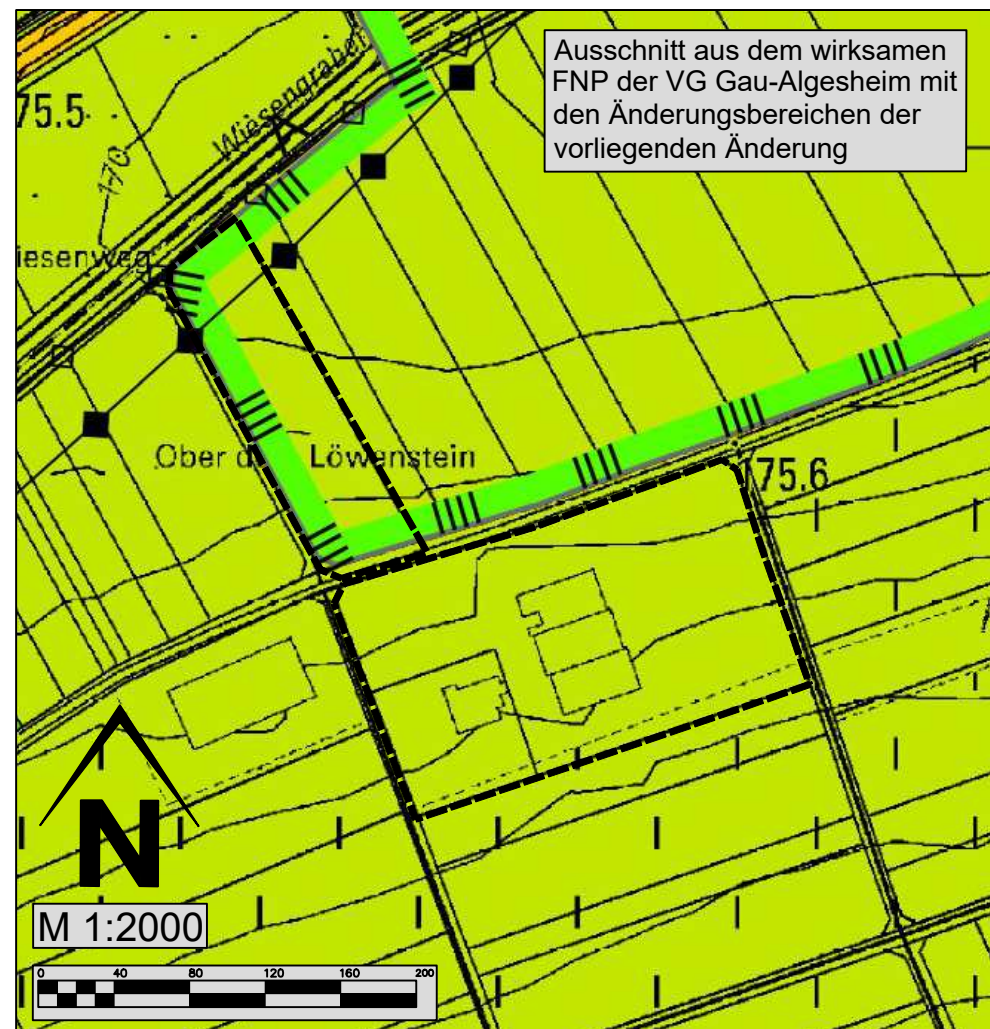 Ausschnitt aus dem wirksamen
FNP der VG Gau-Algesheim mit
den Änderungsbereichen der
vorliegenden Änderung
75.5
Wiesengraben
170
iesenweg
Ober d Löwenstein
75.6
N
M 1:2000
0 40 80 120 160 200